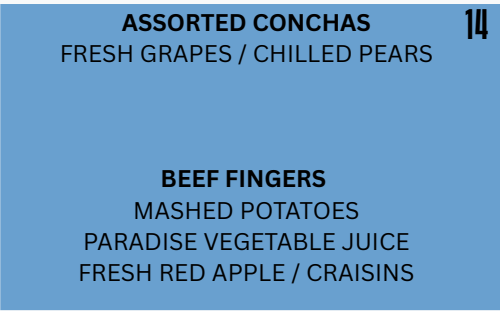 ASSORTED CONCHAS
14
FRESH GRAPES / CHILLED PEARS
BEEF FINGERS
MASHED POTATOES
PARADISE VEGETABLE JUICE
FRESH RED APPLE / CRAISINS